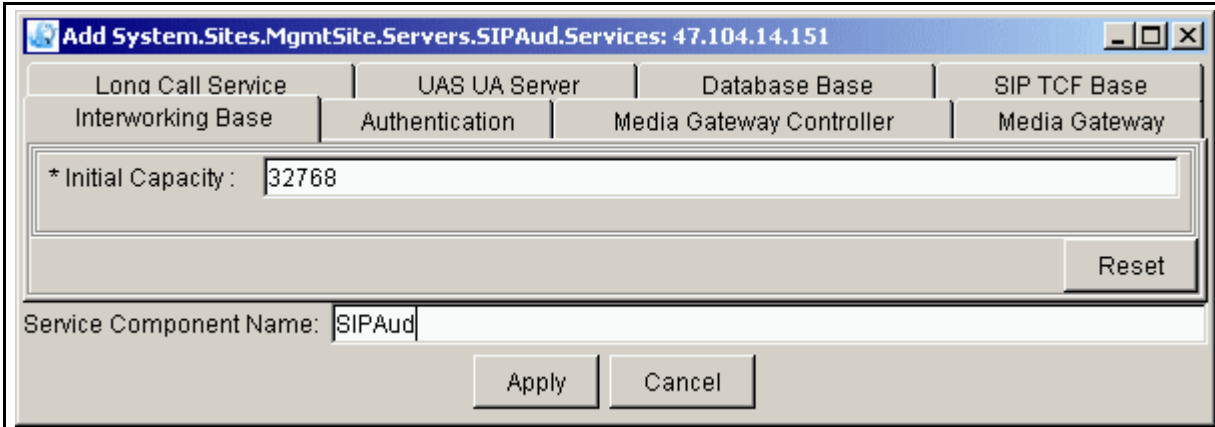 Add System.Sites.MgmtSite.Servers.SIPAud.Services: 47.104.14.151
Long Call Service UAS UA Server Database Base SIP TCF Base
Interworking Base Authentication Media Gateway Controller Media Gateway
* Initial Capacity : 32768
Reset
Service Component Name: SIPAud
Apply Cancel